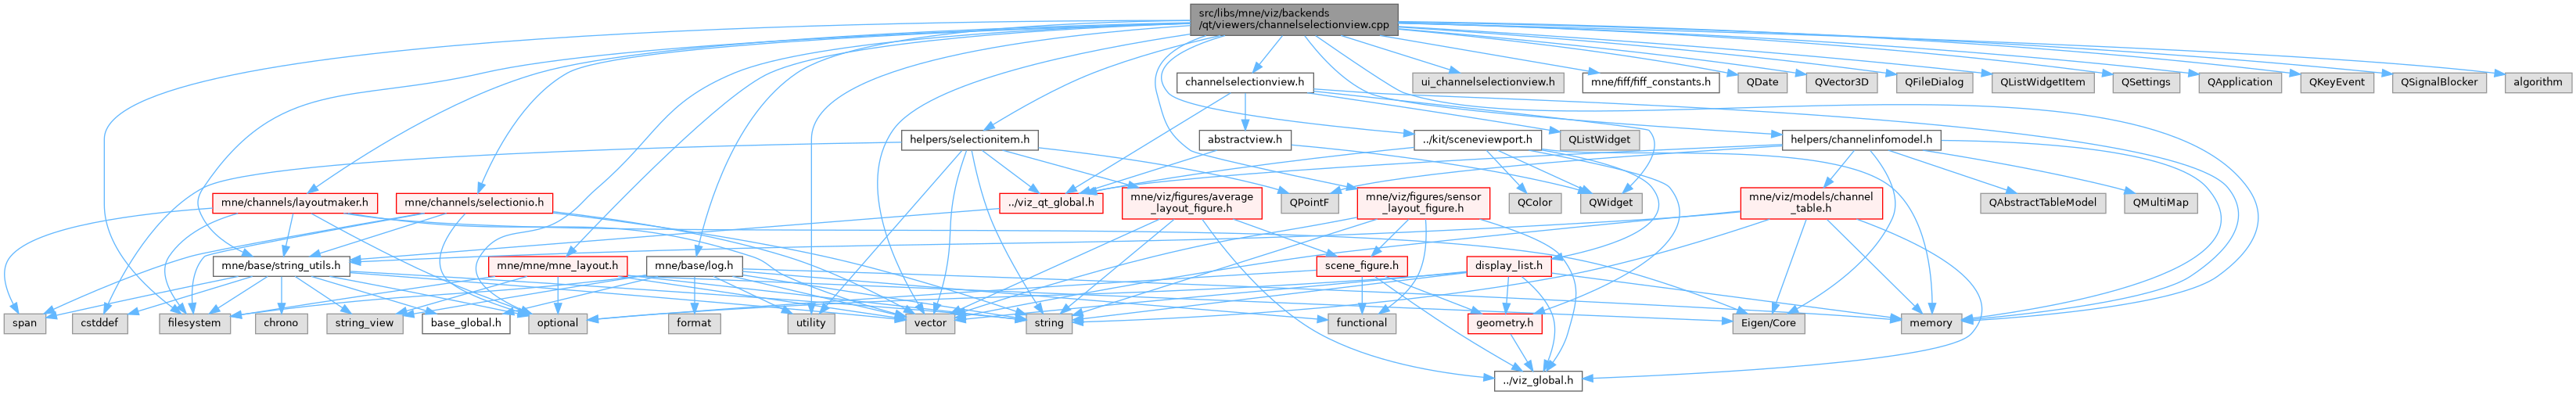 src/libs/mne/viz/backends
/qt/viewers/channelselectionview.cpp
channelselectionview.h
ui_channelselectionview.h
mne/fiff/fiff_constants.h
QDate
QVector3D
QFileDialog
QListWidgetItem
QSettings
QApplication
QKeyEvent
QSignalBlocker
algorithm
helpers/selectionitem.h
abstractview.h
../kit/sceneviewport.h
QListWidget
helpers/channelinfomodel.h
mne/channels/layoutmaker.h
mne/channels/selectionio.h
../viz_qt_global.h
mne/viz/figures/average
_layout_figure.h
QPointF
mne/viz/figures/sensor
_layout_figure.h
QColor
QWidget
mne/viz/models/channel
_table.h
QAbstractTableModel
QMultiMap
mne/base/string_utils.h
mne/mne/mne_layout.h
mne/base/log.h
scene_figure.h
display_list.h
span
cstddef
filesystem
chrono
string_view
base_global.h
optional
format
utility
vector
string
functional
geometry.h
Eigen/Core
memory
../viz_global.h